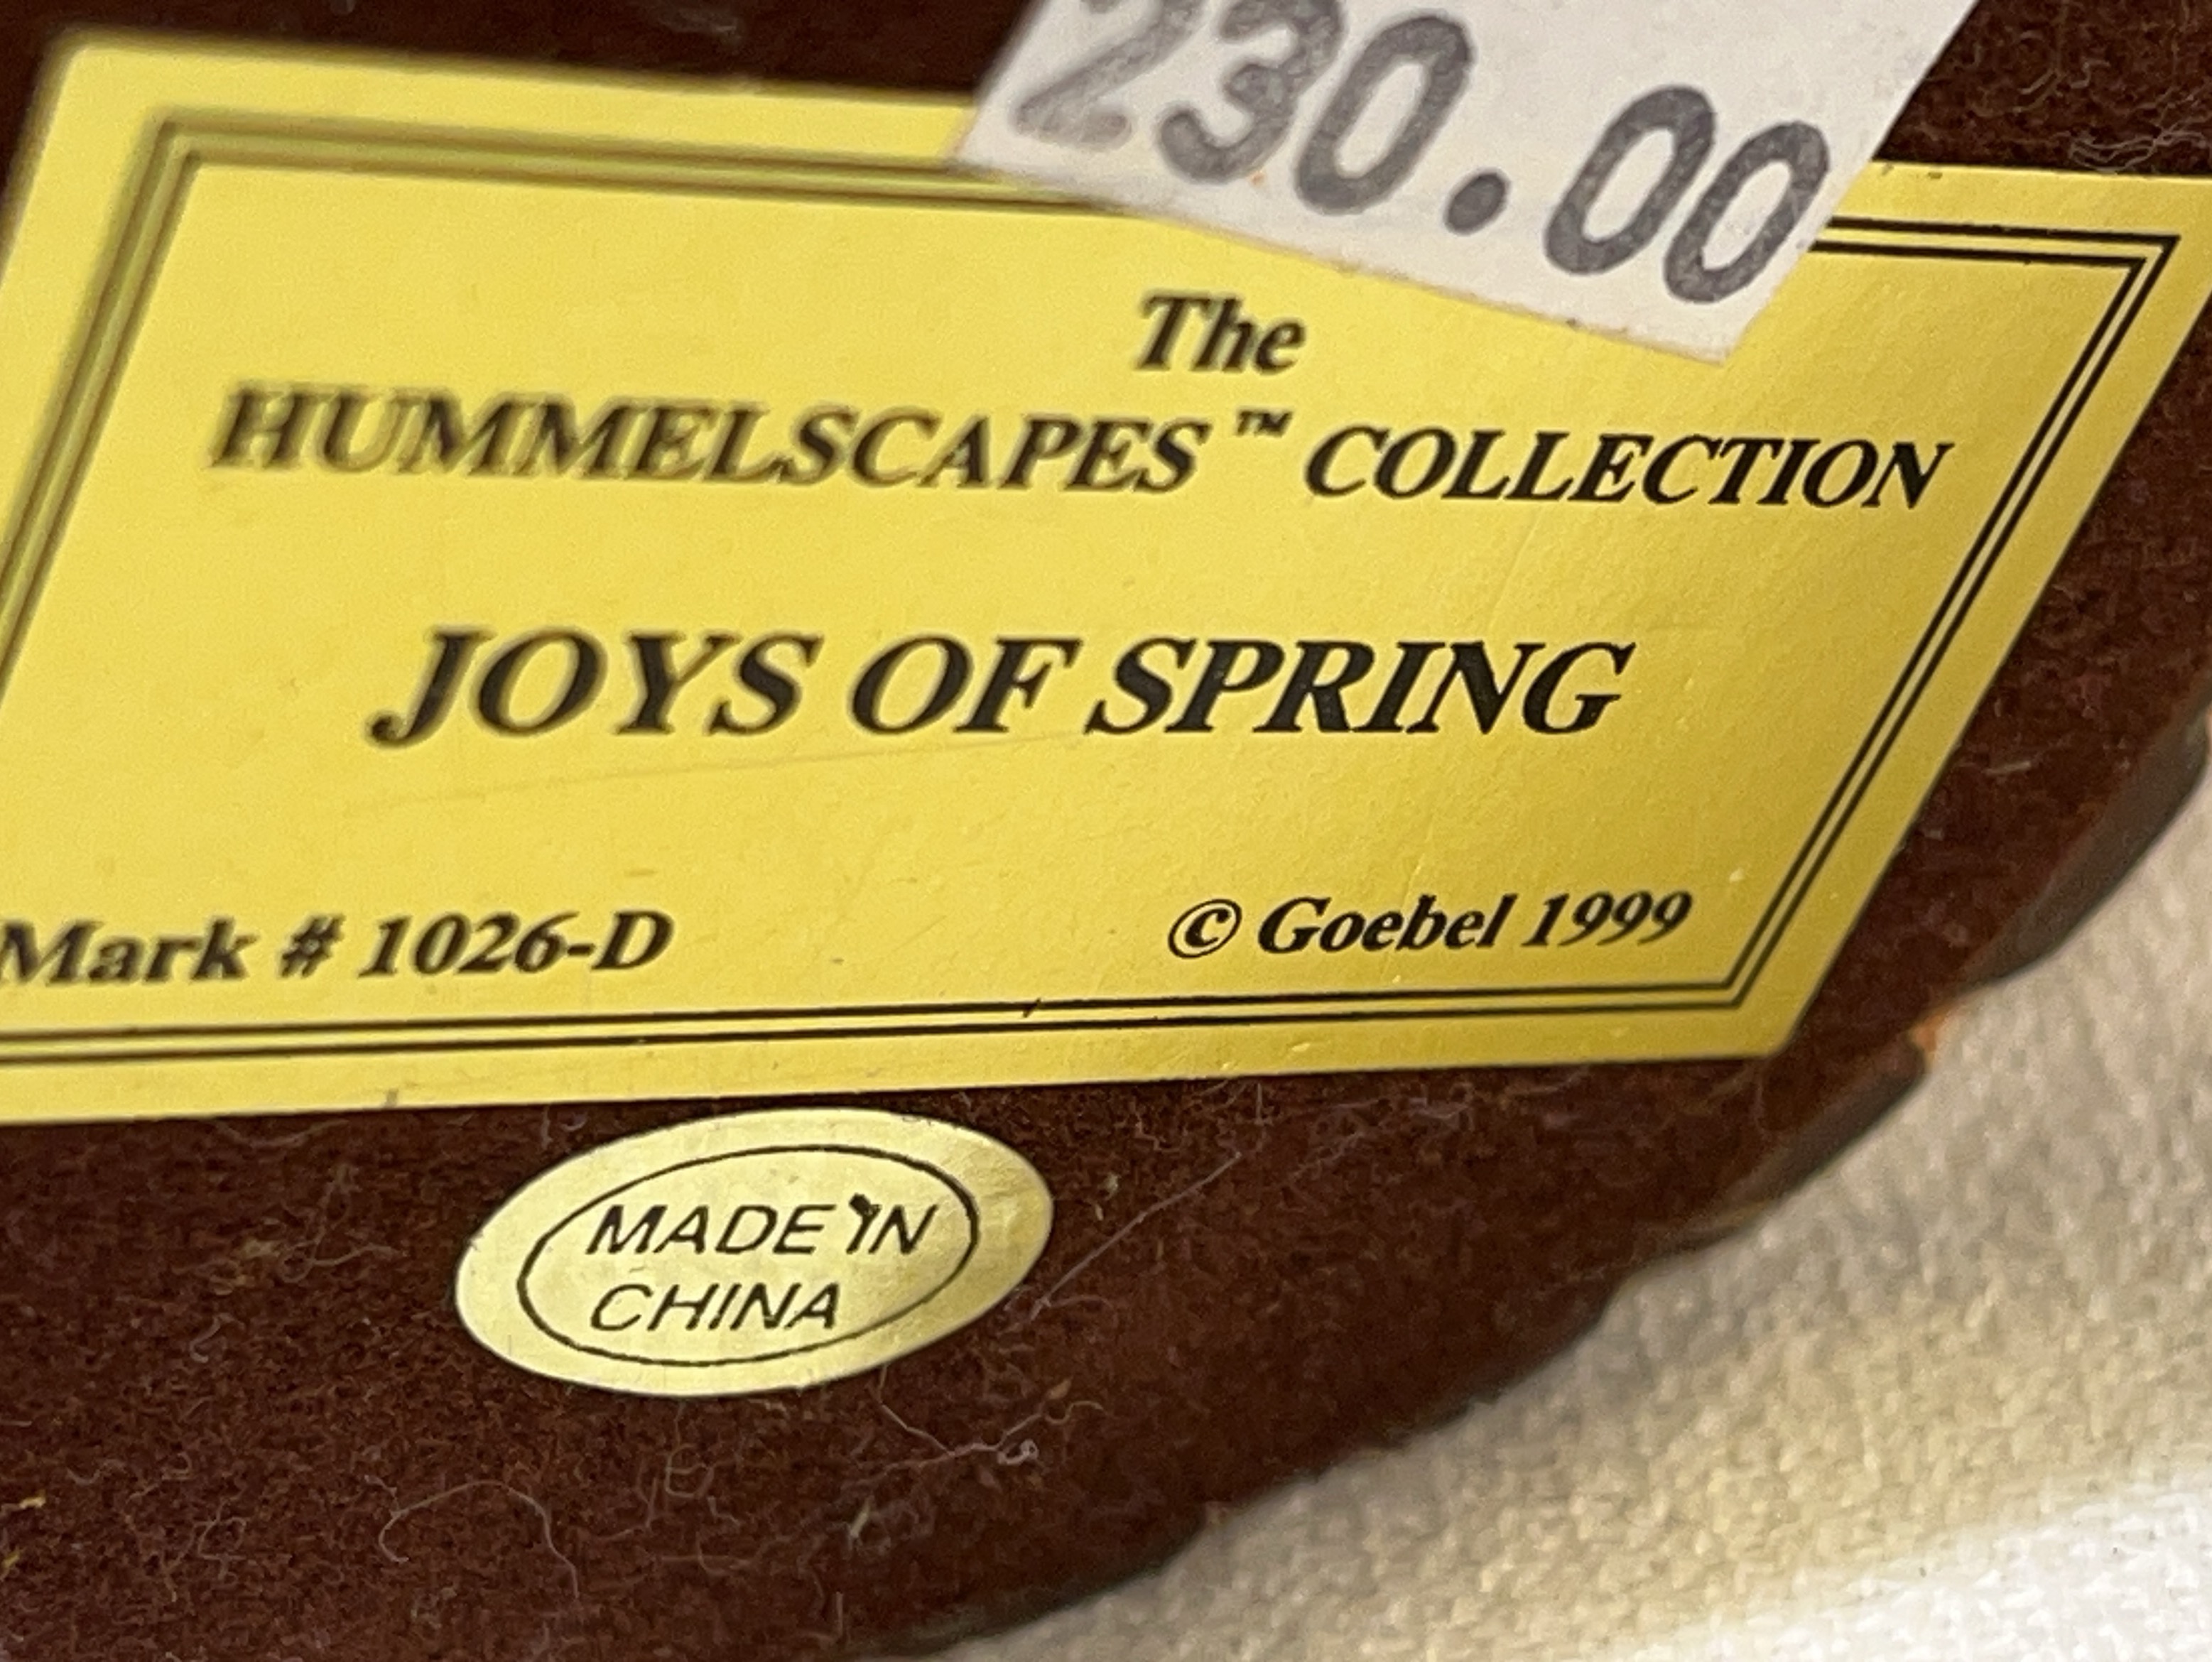 230.00
The
HUMMELSCAPES™ COLLECTION
JOYS OF SPRING
Mark # 1026-D © Goebel 1999
MADE IN
CHINA